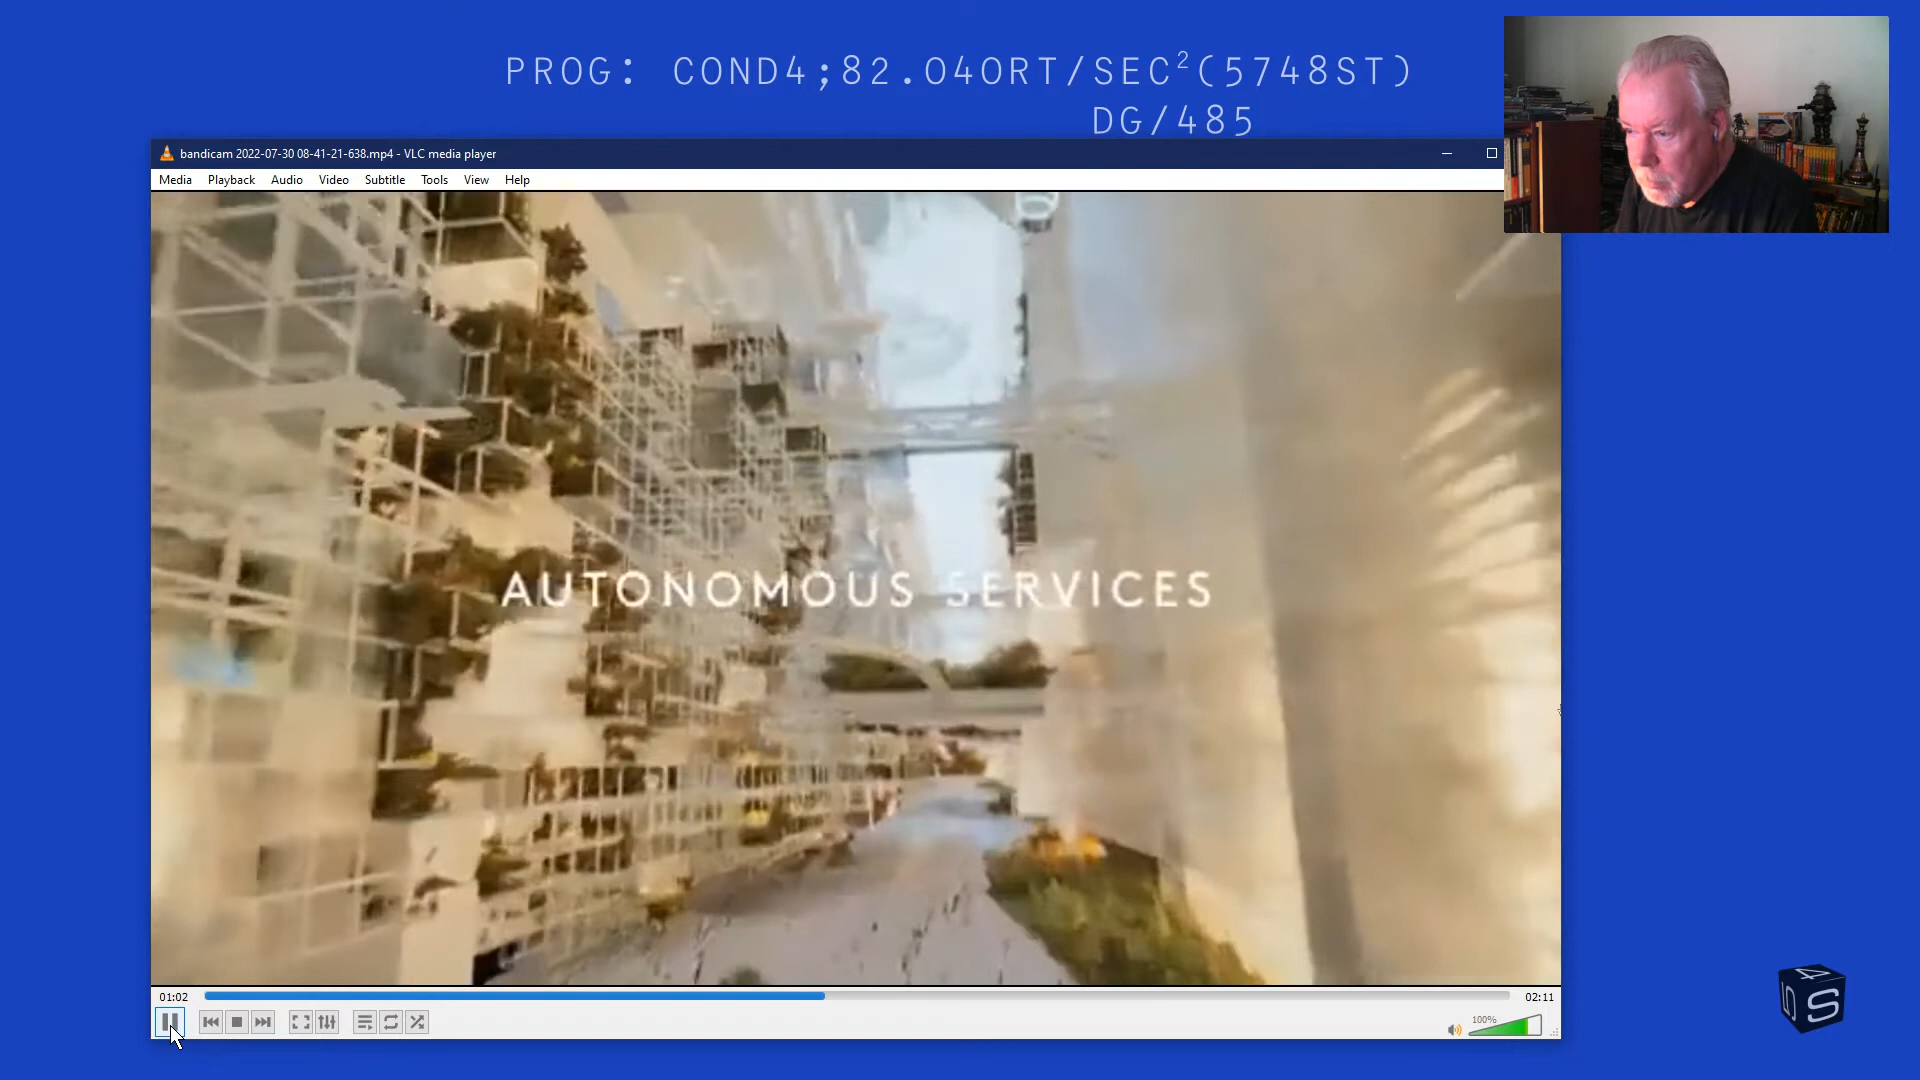 PROG: COND4;82.04ORT/SEC²(5748ST)
DG/485
bandicam 2022-07-30 08-41-21-638.mp4 - VLC media player
Media Playback Audio Video Subtitle Tools View Help
AUTONOMOUS SERVICES
01:02
02:11
100%
4
S S